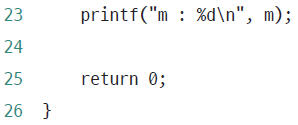 23     printf("m : %d\n", m);
24
25     return 0;
26 }